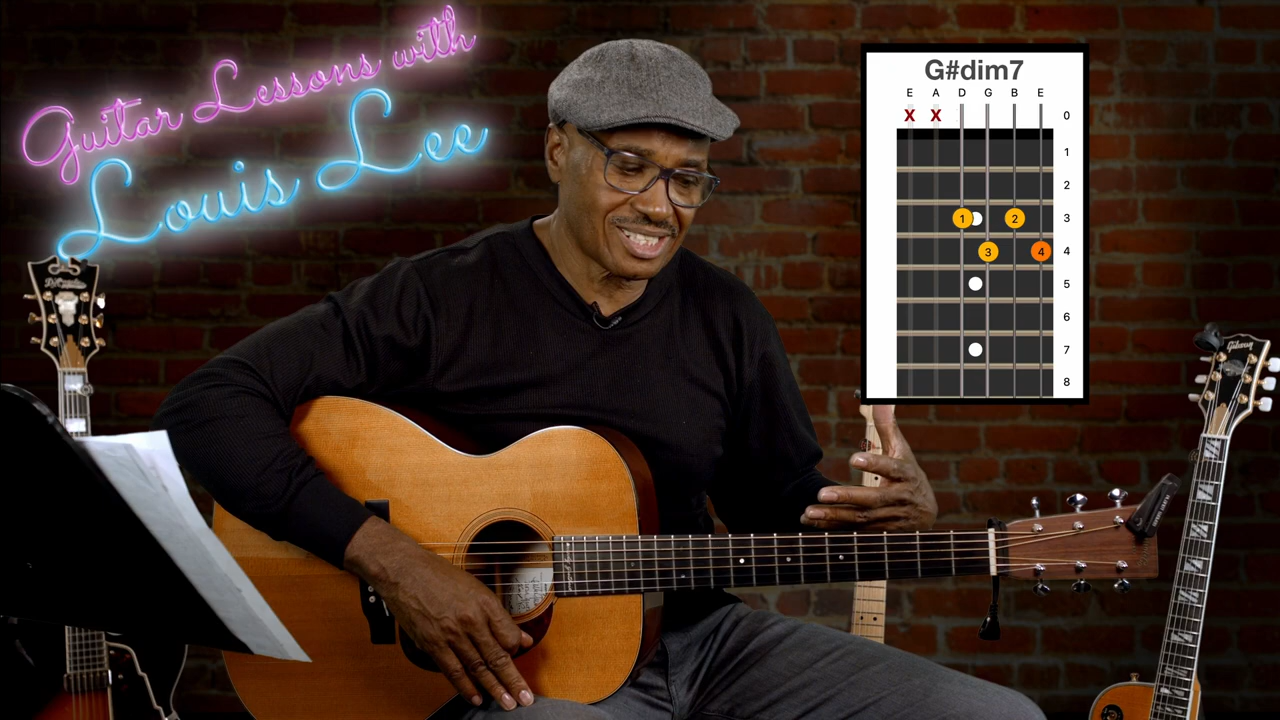 Guitar Lessons with
Louis Lee
G#dim7
E A D G B E
X X 0
1
2
1 2 3
3 4 4
5
6
7
8
Gibson